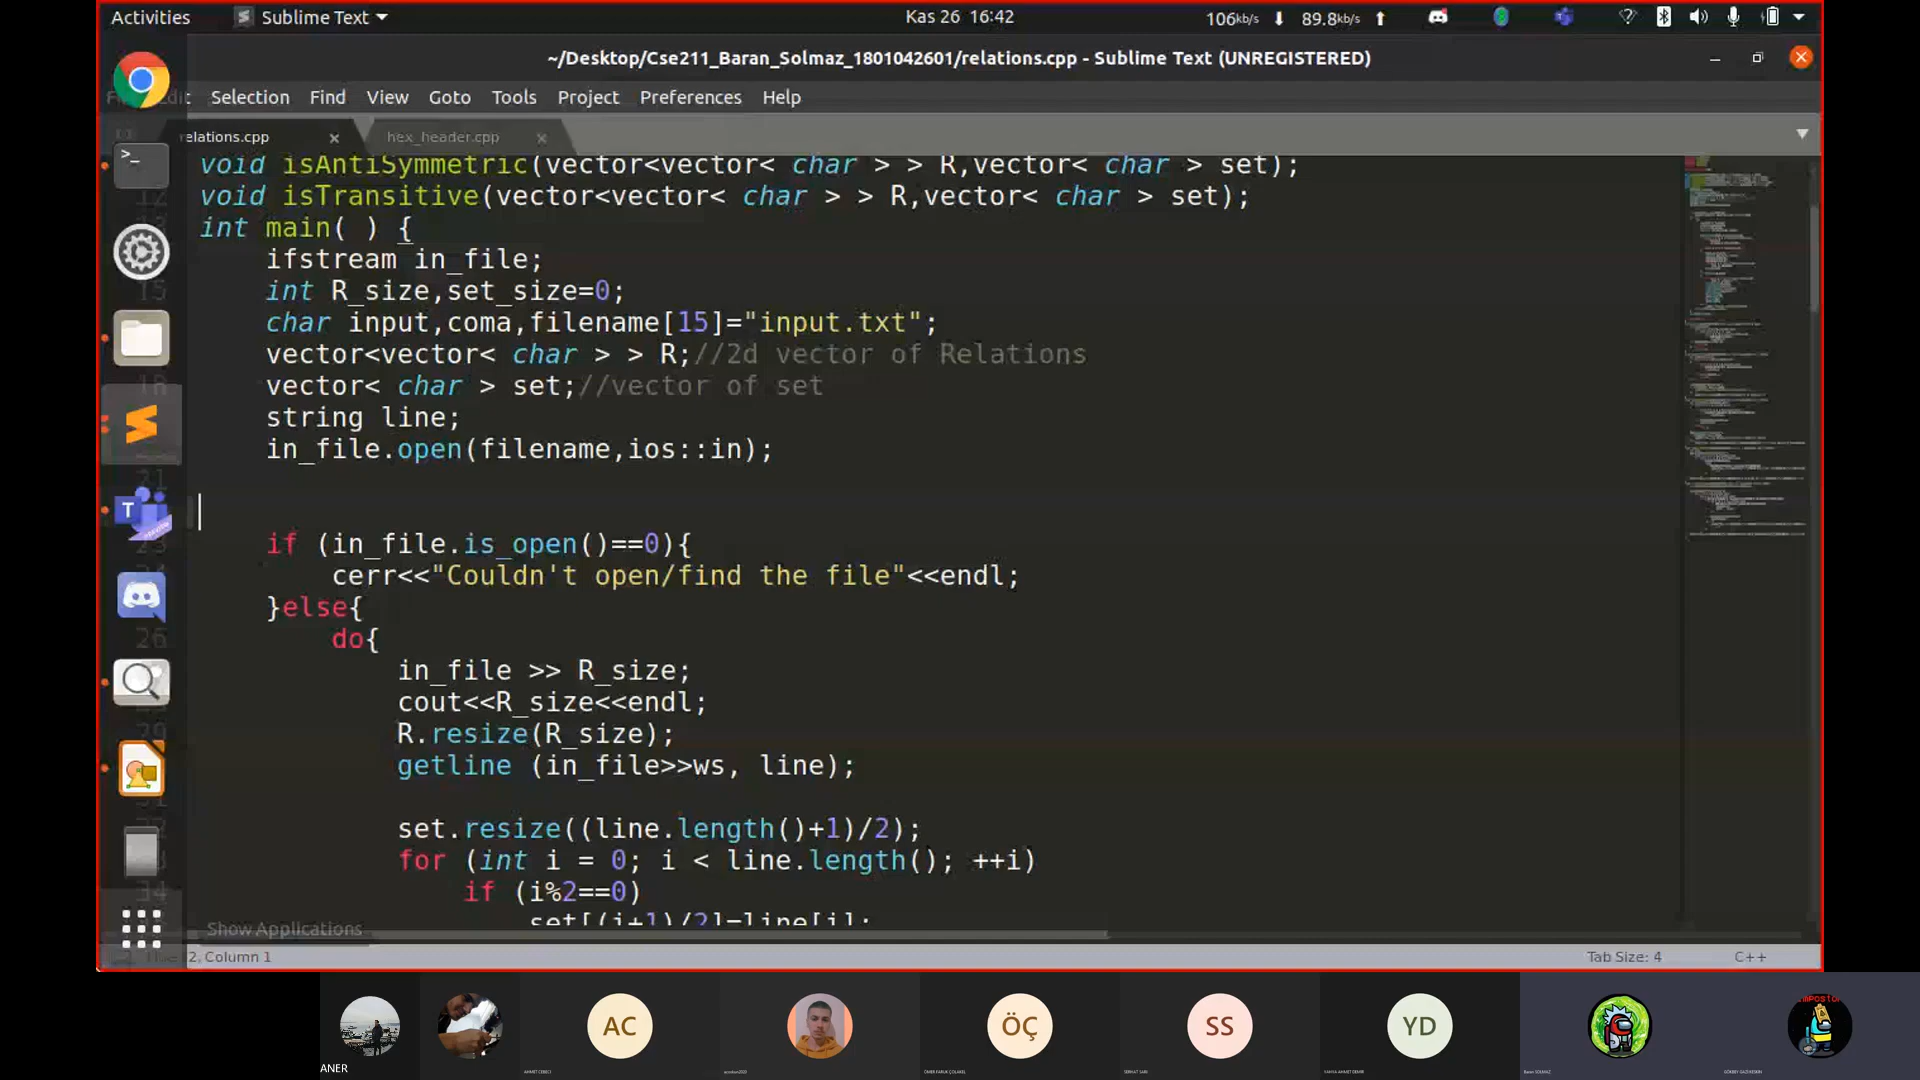 Activities
Sublime Text
Kas 26 16:42
106kb/s
89.8kb/s
~/Desktop/Cse211_Baran_Solmaz_1801042601/relations.cpp - Sublime Text (UNREGISTERED)
Selection Find View Goto Tools Project Preferences Help
relations.cpp
hex_header.cpp
void isAntiSymmetric(vector<vector< char > > R,vector< char > set);
void isTransitive(vector<vector< char > > R,vector< char > set);
int main( ) {
ifstream in_file;
15
int R_size,set_size=0;
char input,coma,filename[15]="input.txt";
vector<vector< char > > R;//2d vector of Relations
vector< char > set;//vector of set
string line;
in_file.open(filename,ios::in);
21
if (in_file.is_open()==0){
cerr<<"Couldn't open/find the file"<<endl;
}else{
26
do{
in_file >> R_size;
cout<<R_size<<endl;
R.resize(R_size);
getline (in_file>>ws, line);
set.resize((line.length()+1)/2);
for (int i = 0; i < line.length(); ++i)
34
if (i%2==0)
set[(i+1)/2]=line[i];
Show Applications
2, Column 1
Tab Size: 4
C++
ANER
AC
ÖÇ
SS
YD
Baran SOLMAZ